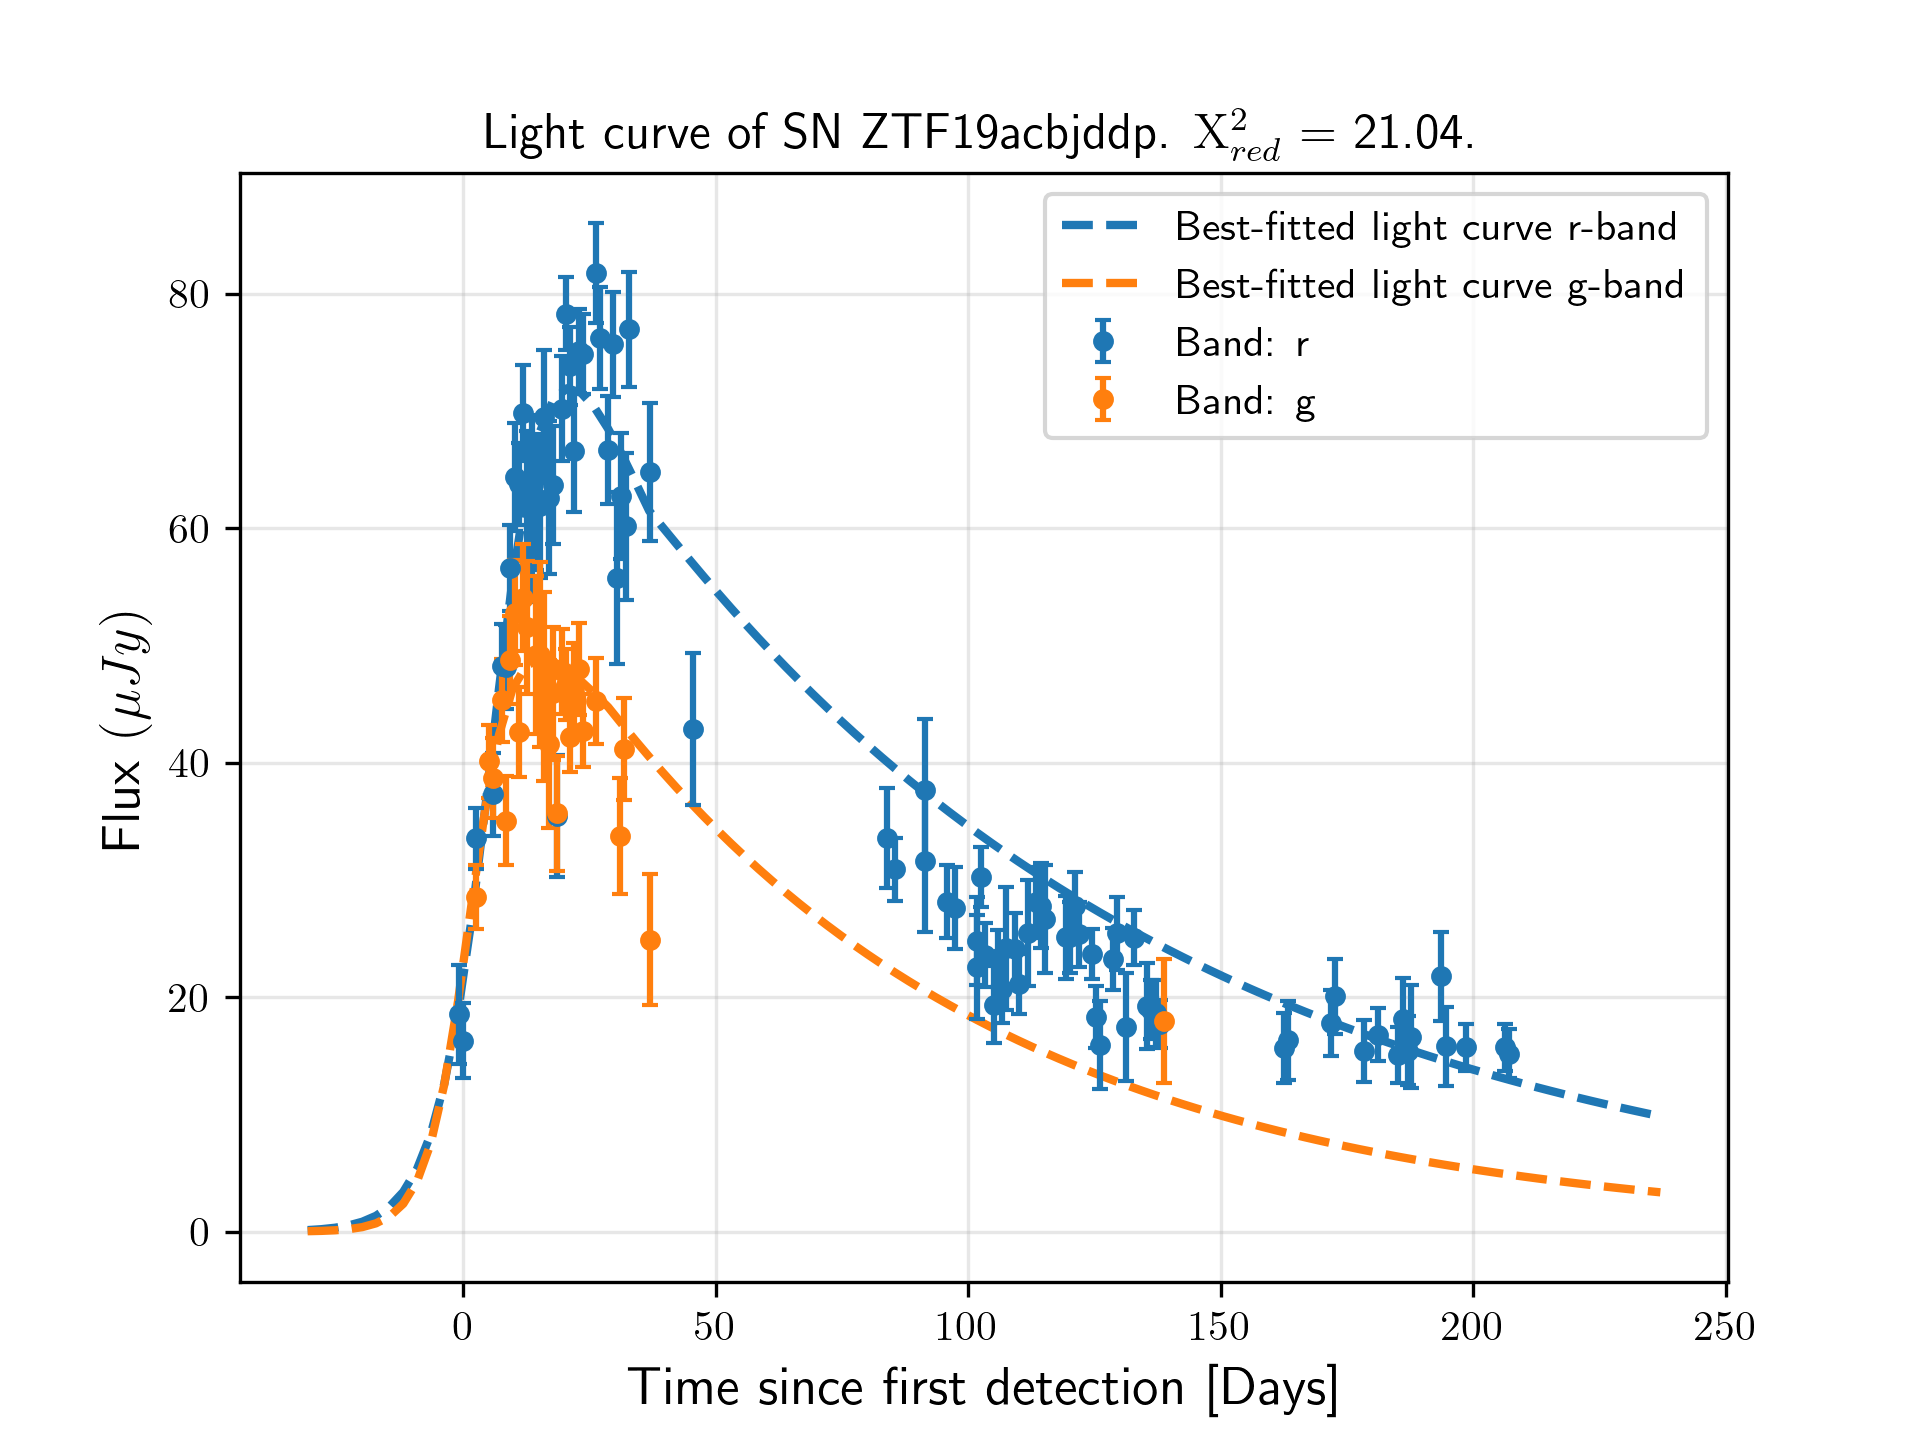 Light curve of SN ZTF19acbjddp. X²_red = 21.04.
Best-fitted light curve r-band
Best-fitted light curve g-band
Band: r
Band: g
80
60
40
20
0
Flux (μJy)
0 50 100 150 200 250
Time since first detection [Days]